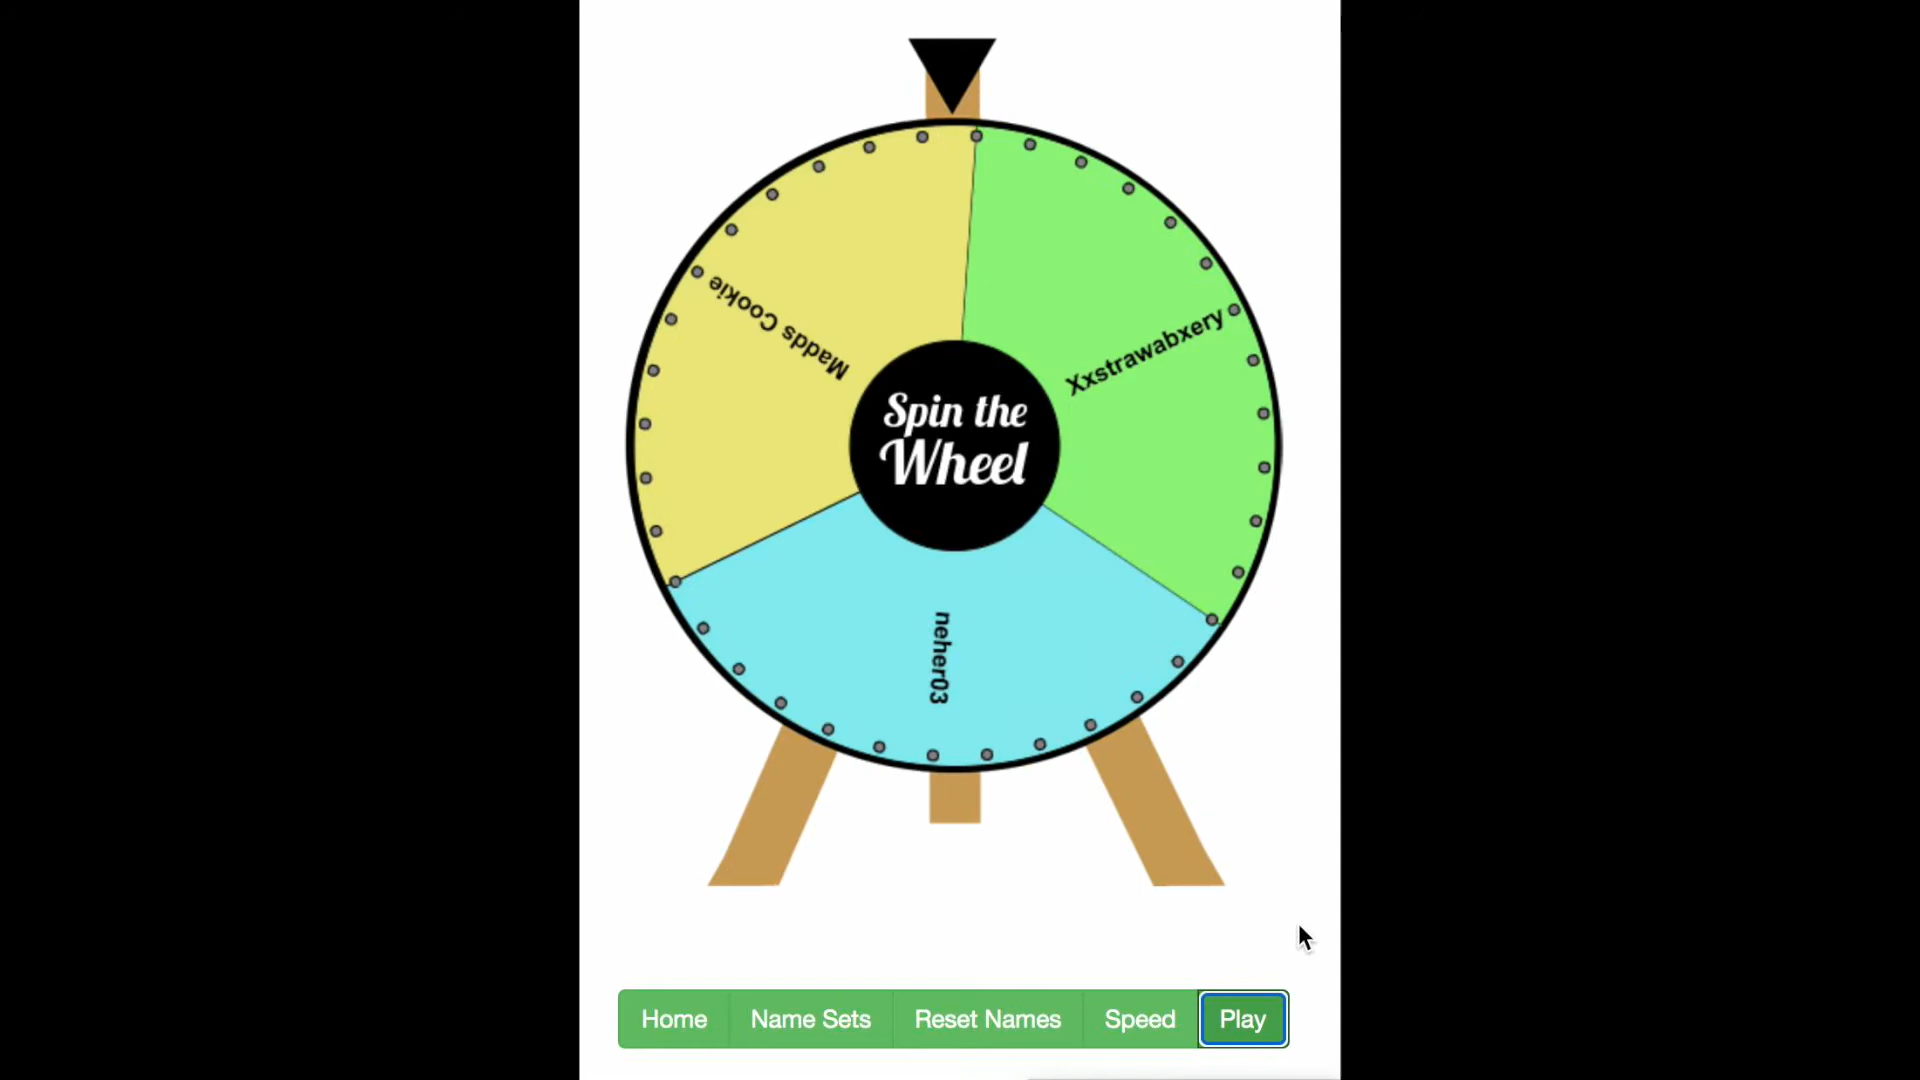 Madds Cookie
Xxstrawabxery
Spin the
Wheel
neher03
Home
Name Sets
Reset Names
Speed
Play